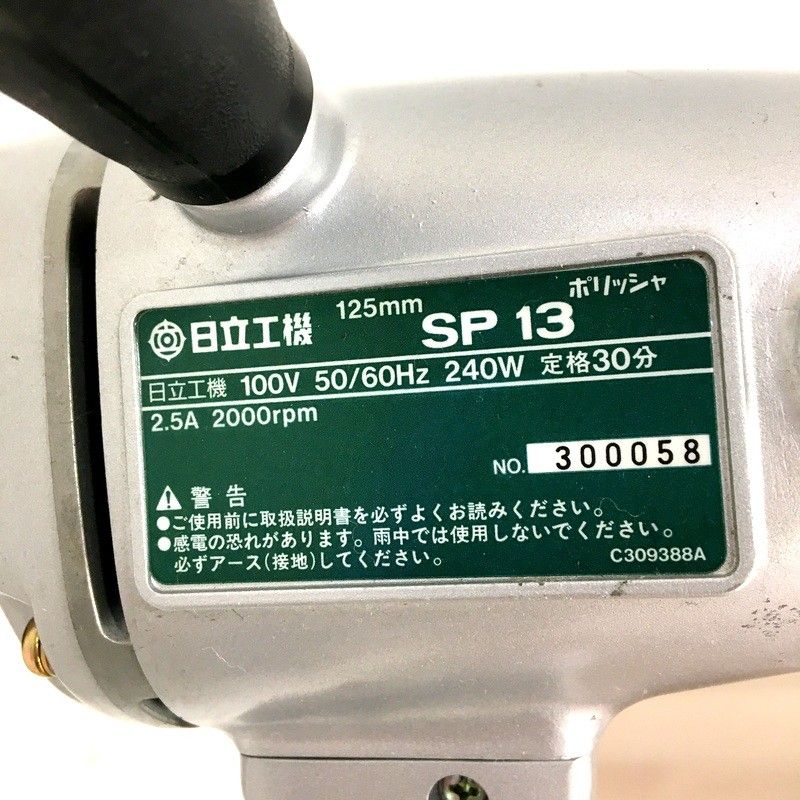 日立工機 125mm SP 13 ポリッシャ
日立工機 100V 50/60Hz 240W 定格30分
2.5A 2000rpm
NO. 300058
警告
●ご使用前に取扱説明書を必ずよくお読みください。
●感電の恐れがあります。雨中では使用しないでください。
必ずアース(接地)してください。
C309388A